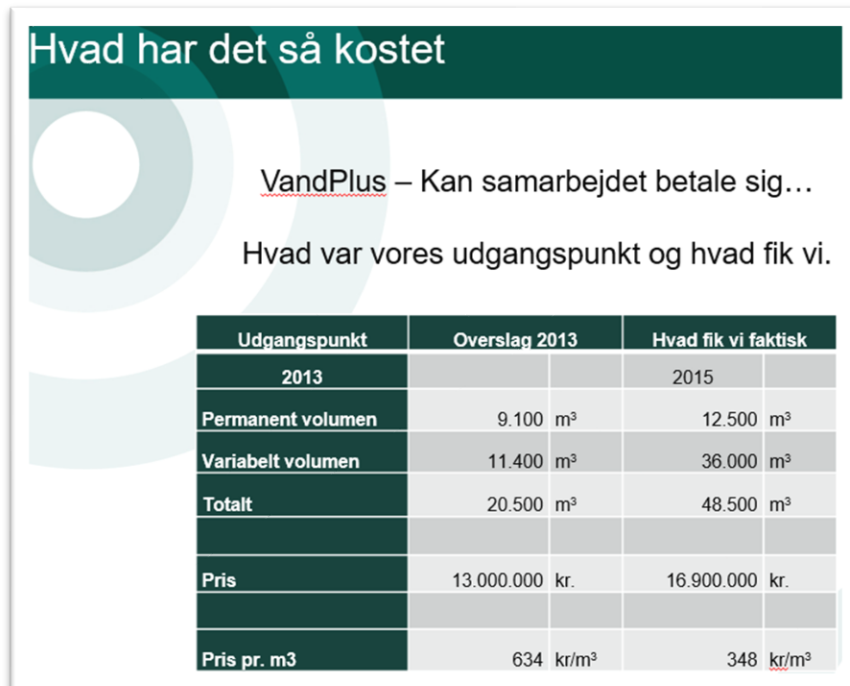 Hvad har det så kostet
VandPlus – Kan samarbejdet betale sig…
Hvad var vores udgangspunkt og hvad fik vi.
Udgangspunkt Overslag 2013 Hvad fik vi faktisk
2013 2015
Permanent volumen 9.100 m³ 12.500 m³
Variabelt volumen 11.400 m³ 36.000 m³
Totalt 20.500 m³ 48.500 m³
Pris 13.000.000 kr. 16.900.000 kr.
Pris pr. m3 634 kr/m³ 348 kr/m³